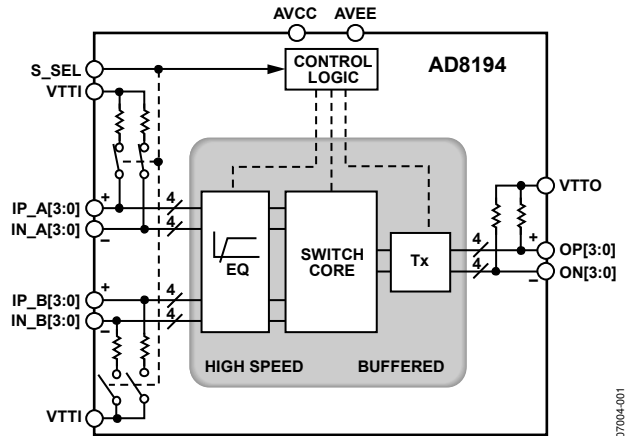 AVCC AVEE
S_SEL
CONTROL LOGIC
AD8194
VTTI
VTTO
IP_A[3:0] + 4
IN_A[3:0] − 4
EQ
SWITCH CORE
Tx
4 + OP[3:0]
4 − ON[3:0]
IP_B[3:0] + 4
IN_B[3:0] − 4
HIGH SPEED BUFFERED
VTTI
07004-001